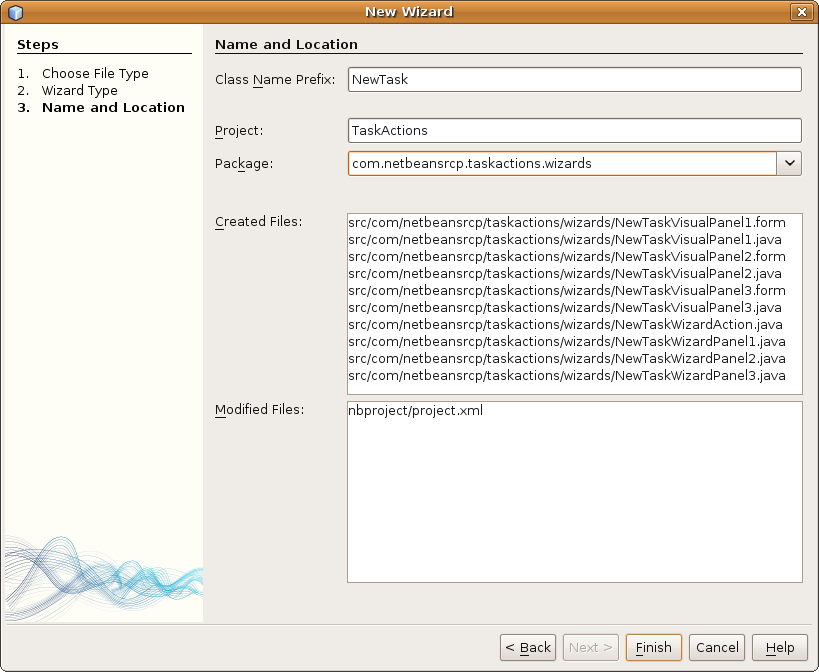 New Wizard
Steps
1. Choose File Type
2. Wizard Type
3. Name and Location
Name and Location
Class Name Prefix: NewTask
Project: TaskActions
Package: com.netbeansrcp.taskactions.wizards
Created Files:
src/com/netbeansrcp/taskactions/wizards/NewTaskVisualPanel1.form
src/com/netbeansrcp/taskactions/wizards/NewTaskVisualPanel1.java
src/com/netbeansrcp/taskactions/wizards/NewTaskVisualPanel2.form
src/com/netbeansrcp/taskactions/wizards/NewTaskVisualPanel2.java
src/com/netbeansrcp/taskactions/wizards/NewTaskVisualPanel3.form
src/com/netbeansrcp/taskactions/wizards/NewTaskVisualPanel3.java
src/com/netbeansrcp/taskactions/wizards/NewTaskWizardAction.java
src/com/netbeansrcp/taskactions/wizards/NewTaskWizardPanel1.java
src/com/netbeansrcp/taskactions/wizards/NewTaskWizardPanel2.java
src/com/netbeansrcp/taskactions/wizards/NewTaskWizardPanel3.java
Modified Files:
nbproject/project.xml
< Back Next > Finish Cancel Help